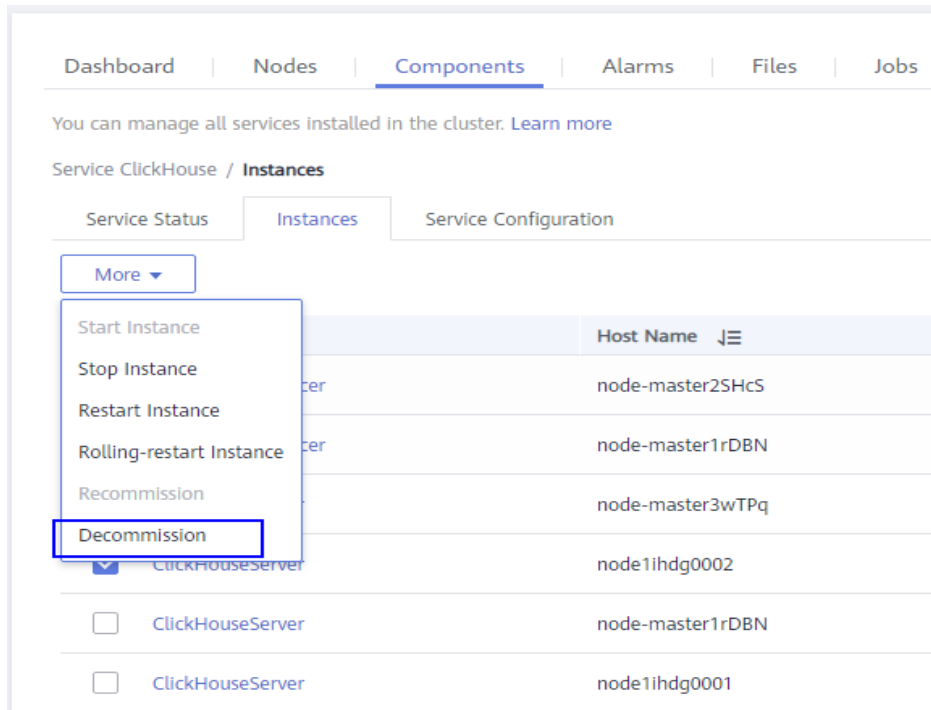 Dashboard Nodes Components Alarms Files Jobs
You can manage all services installed in the cluster. Learn more
Service ClickHouse / Instances
Service Status Instances Service Configuration
More
Start Instance
Host Name
Stop Instance
cer node-master2SHcS
Restart Instance
Rolling-restart Instance
cer node-master1rDBN
Recommission
node-master3wTPq
Decommission
ClickHouseServer node1ihdg0002
ClickHouseServer node-master1rDBN
ClickHouseServer node1ihdg0001